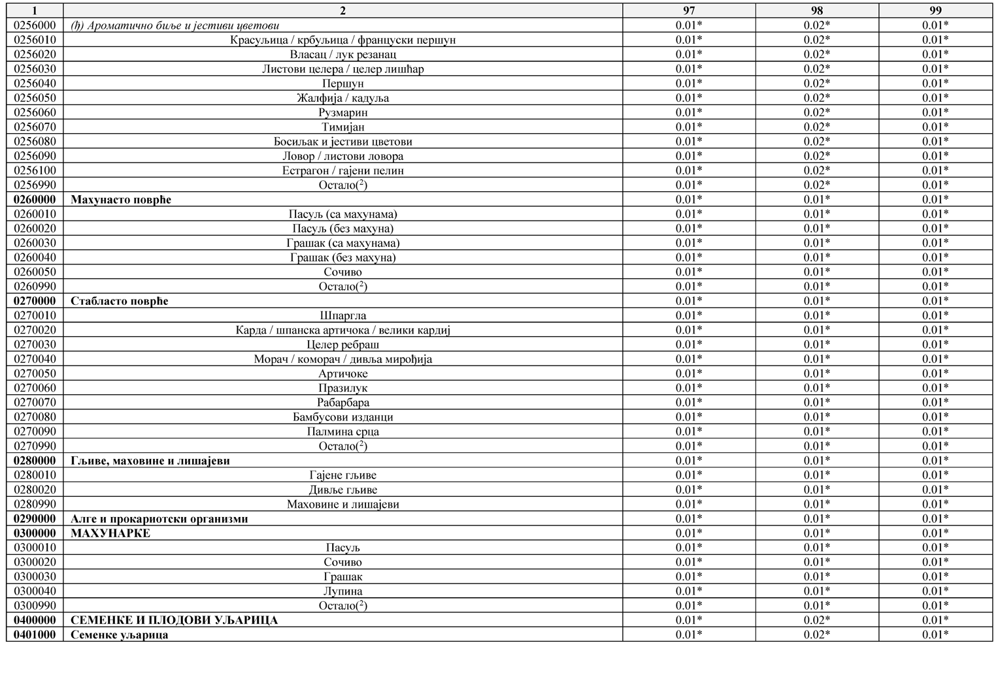 1 2 97 98 99
0256000 (ђ) Ароматично биље и јестиви цветови 0.01* 0.02* 0.01*
0256010 Красуљица / крбуљица / француски першун 0.01* 0.02* 0.01*
0256020 Власац / лук резанац 0.01* 0.02* 0.01*
0256030 Листови целера / целер лишћар 0.01* 0.02* 0.01*
0256040 Першун 0.01* 0.02* 0.01*
0256050 Жалфија / кадуља 0.01* 0.02* 0.01*
0256060 Рузмарин 0.01* 0.02* 0.01*
0256070 Тимијан 0.01* 0.02* 0.01*
0256080 Босиљак и јестиви цветови 0.01* 0.02* 0.01*
0256090 Ловор / листови ловора 0.01* 0.02* 0.01*
0256100 Естрагон / гајени пелин 0.01* 0.02* 0.01*
0256990 Остало(²) 0.01* 0.02* 0.01*
0260000 Махунасто поврће 0.01* 0.01* 0.01*
0260010 Пасуљ (са махунама) 0.01* 0.01* 0.01*
0260020 Пасуљ (без махуна) 0.01* 0.01* 0.01*
0260030 Грашак (са махунама) 0.01* 0.01* 0.01*
0260040 Грашак (без махуна) 0.01* 0.01* 0.01*
0260050 Сочиво 0.01* 0.01* 0.01*
0260990 Остало(²) 0.01* 0.01* 0.01*
0270000 Стабласто поврће 0.01* 0.01* 0.01*
0270010 Шпаргла 0.01* 0.01* 0.01*
0270020 Карда / шпанска артичока / велики кардиј 0.01* 0.01* 0.01*
0270030 Целер ребраш 0.01* 0.01* 0.01*
0270040 Морач / коморач / дивља мирођија 0.01* 0.01* 0.01*
0270050 Артичоке 0.01* 0.01* 0.01*
0270060 Празилук 0.01* 0.01* 0.01*
0270070 Рабарбара 0.01* 0.01* 0.01*
0270080 Бамбусови изданци 0.01* 0.01* 0.01*
0270090 Палмина срца 0.01* 0.01* 0.01*
0270990 Остало(²) 0.01* 0.01* 0.01*
0280000 Гљиве, маховине и лишајеви 0.01* 0.01* 0.01*
0280010 Гајене гљиве 0.01* 0.01* 0.01*
0280020 Дивље гљиве 0.01* 0.01* 0.01*
0280990 Маховине и лишајеви 0.01* 0.01* 0.01*
0290000 Алге и прокариотски организми 0.01* 0.01* 0.01*
0300000 МАХУНАРКЕ 0.01* 0.01* 0.01*
0300010 Пасуљ 0.01* 0.01* 0.01*
0300020 Сочиво 0.01* 0.01* 0.01*
0300030 Грашак 0.01* 0.01* 0.01*
0300040 Лупина 0.01* 0.01* 0.01*
0300990 Остало(²) 0.01* 0.01* 0.01*
0400000 СЕМЕНКЕ И ПЛОДОВИ УЉАРИЦА 0.01* 0.02* 0.01*
0401000 Семенке уљарица 0.01* 0.02* 0.01*